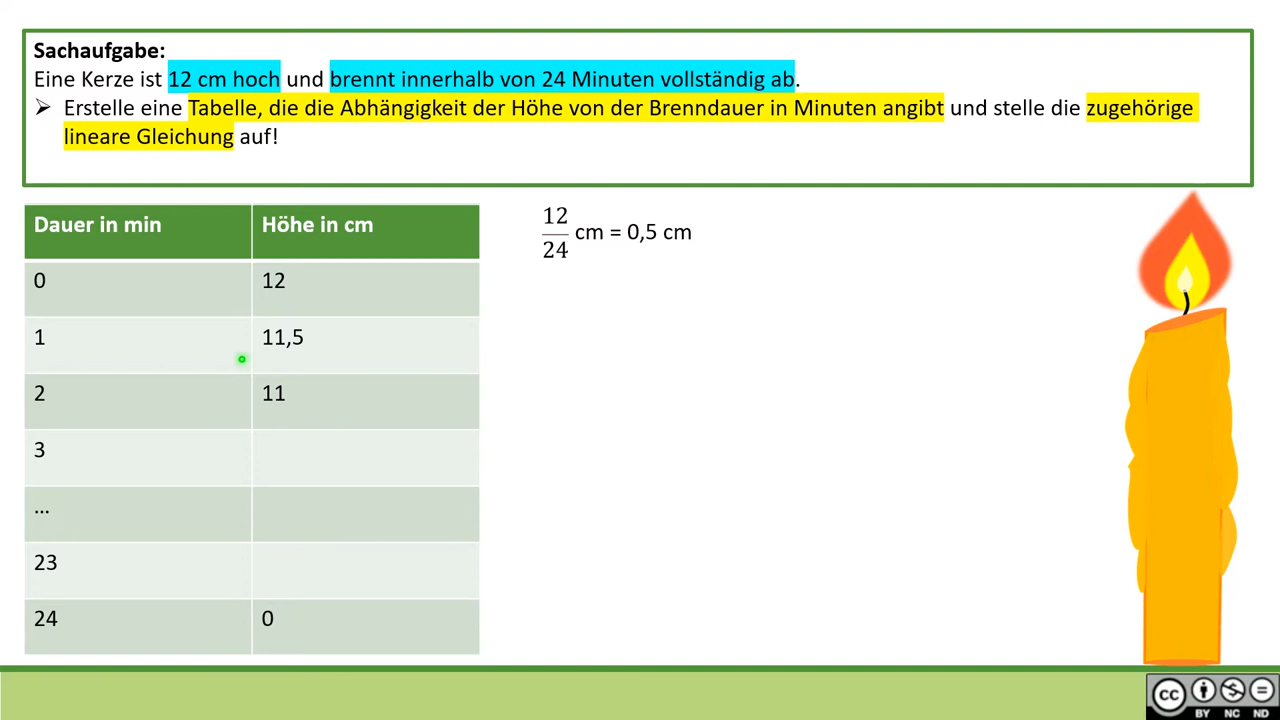 Sachaufgabe:
Eine Kerze ist 12 cm hoch und brennt innerhalb von 24 Minuten vollständig ab.
➢ Erstelle eine Tabelle, die die Abhängigkeit der Höhe von der Brenndauer in Minuten angibt und stelle die zugehörige
lineare Gleichung auf!
Dauer in min Höhe in cm
0 12
1 11,5
2 11
3
...
23
24 0
12/24 cm = 0,5 cm
CC
BY NC ND